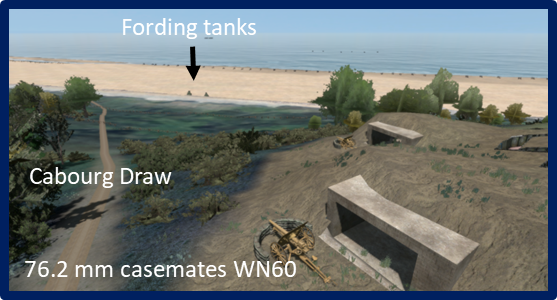 Fording tanks
Cabourg Draw
76.2 mm casemates WN60